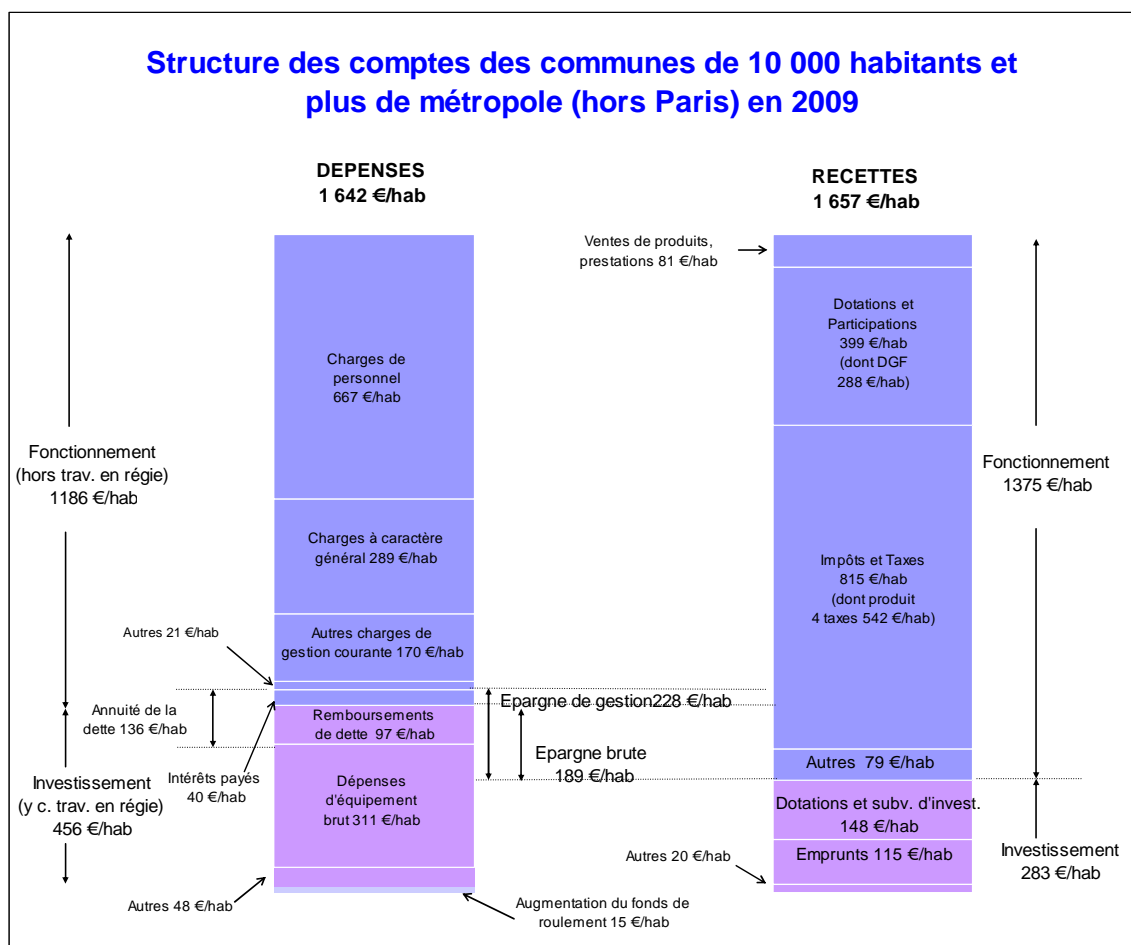 Structure des comptes des communes de 10 000 habitants et
plus de métropole (hors Paris) en 2009
DEPENSES
1 642 €/hab
RECETTES
1 657 €/hab
Fonctionnement
(hors trav. en régie)
1186 €/hab
Annuité de la
dette 136 €/hab
Investissement
(y c. trav. en régie)
456 €/hab
Autres 21 €/hab
Intérêts payés
40 €/hab
Autres 48 €/hab
Charges de
personnel
667 €/hab
Charges à caractère
général 289 €/hab
Autres charges de
gestion courante 170 €/hab
Remboursements
de dette 97 €/hab
Dépenses
d'équipement
brut 311 €/hab
Augmentation du fonds de
roulement 15 €/hab
Epargne de gestion228 €/hab
Epargne brute
189 €/hab
Ventes de produits,
prestations 81 €/hab
Dotations et
Participations
399 €/hab
(dont DGF
288 €/hab)
Impôts et Taxes
815 €/hab
(dont produit
4 taxes 542 €/hab)
Autres 79 €/hab
Dotations et subv. d'invest.
148 €/hab
Emprunts 115 €/hab
Autres 20 €/hab
Fonctionnement
1375 €/hab
Investissement
283 €/hab